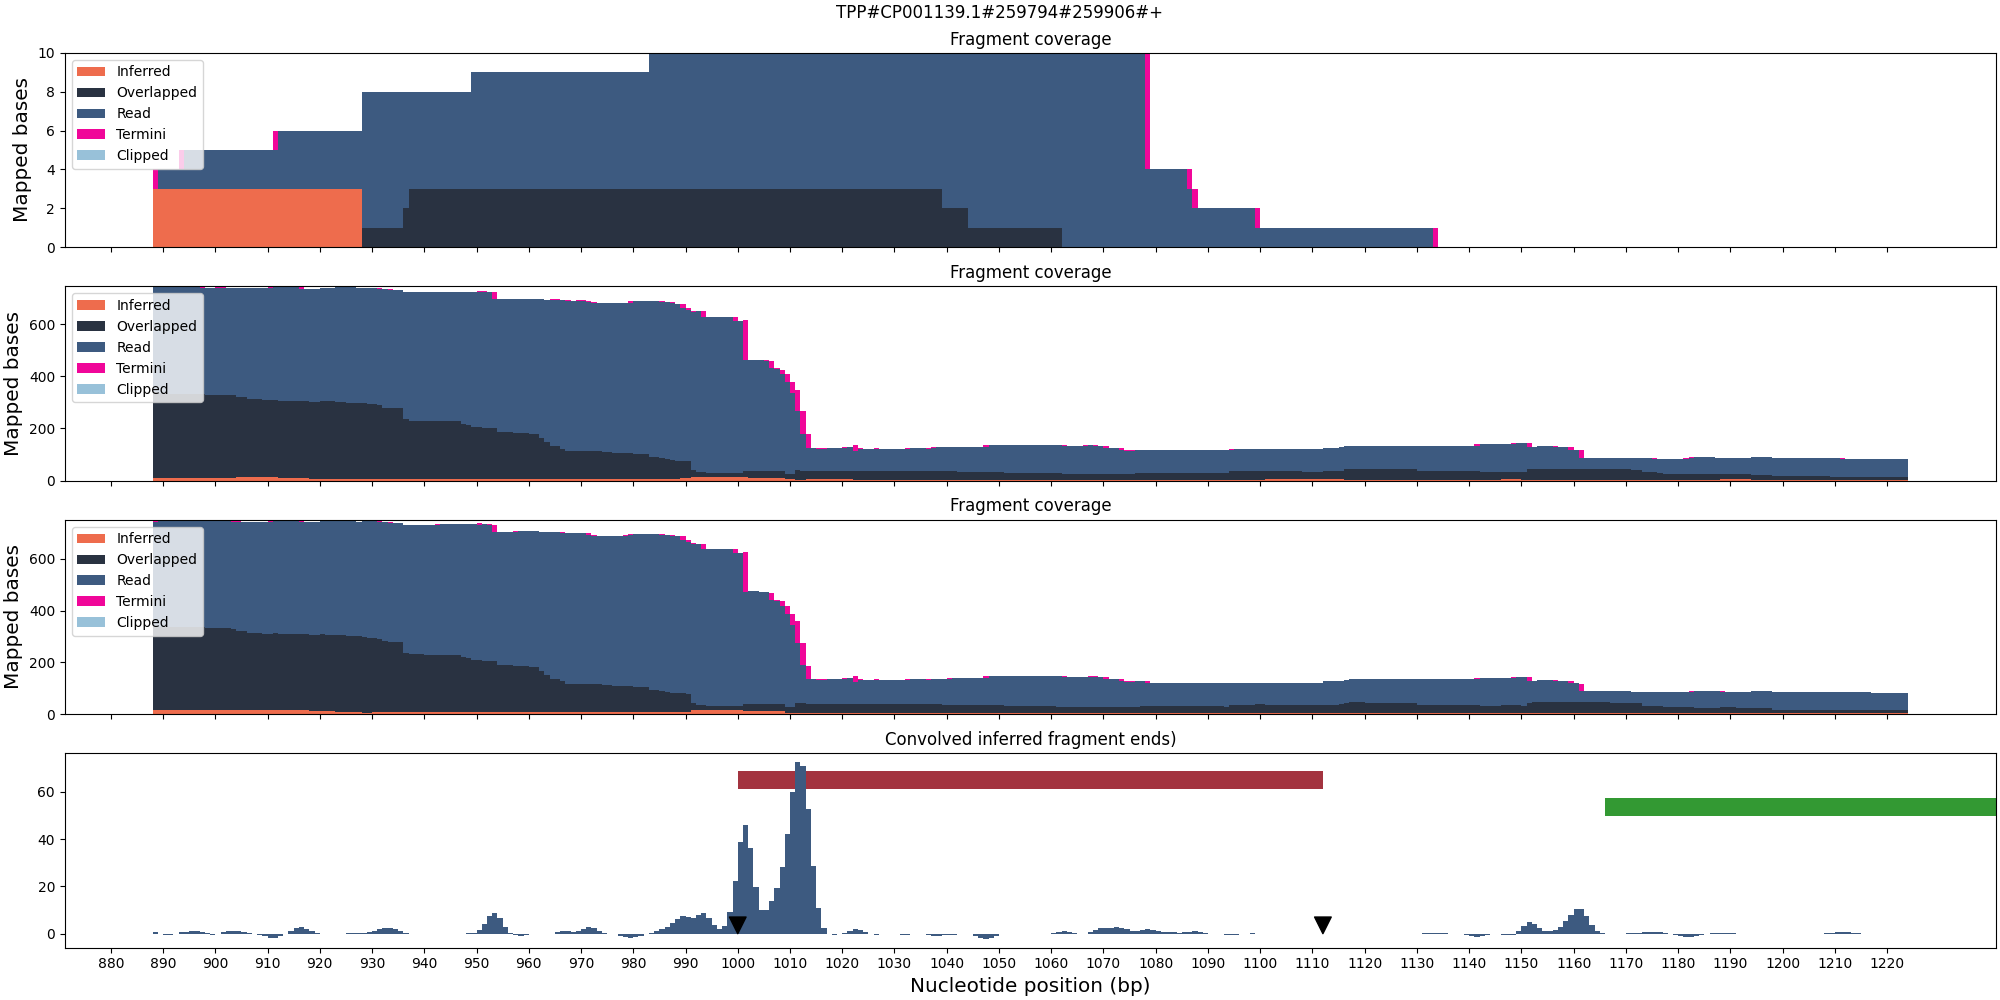 TPP#CP001139.1#259794#259906#+
Fragment coverage
Mapped bases
10
8
6
4
2
0
Inferred
Overlapped
Read
Termini
Clipped
Fragment coverage
Mapped bases
600
400
200
0
Inferred
Overlapped
Read
Termini
Clipped
Fragment coverage
Mapped bases
600
400
200
0
Inferred
Overlapped
Read
Termini
Clipped
Convolved inferred fragment ends)
60
40
20
0
880 890 900 910 920 930 940 950 960 970 980 990 1000 1010 1020 1030 1040 1050 1060 1070 1080 1090 1100 1110 1120 1130 1140 1150 1160 1170 1180 1190 1200 1210 1220
Nucleotide position (bp)